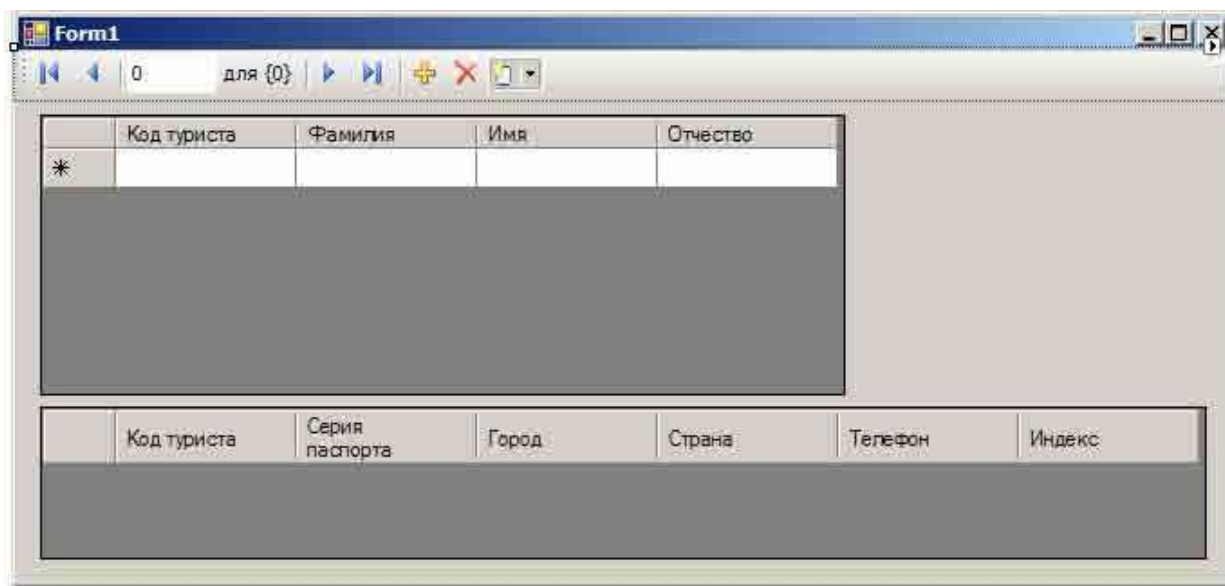 Form1
0 для {0}
Код туриста Фамилия Имя Отчество
Код туриста Серия паспорта Город Страна Телефон Индекс